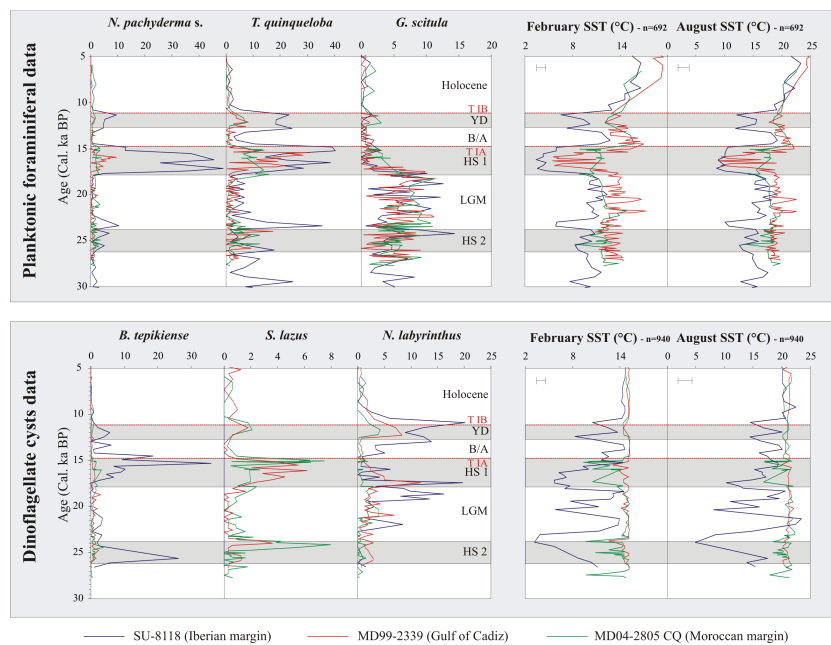 N. pachyderma s. T. quinqueloba G. scitula February SST (°C) - n=692 August SST (°C) - n=692
0 10 20 30 40 0 10 20 30 40 0 5 10 15 20 2 8 14 0 5 10 15 20 25
Planktonic foraminiferal data
Age (Cal. ka BP)
5
10
15
20
25
30
Holocene
T IB
YD
B/A
T IA
HS 1
LGM
HS 2
B. tepikiense S. lazus N. labyrinthus February SST (°C) - n=940 August SST (°C) - n=940
0 10 20 30 0 2 4 6 8 10 0 5 10 15 20 25 2 8 14 0 5 10 15 20 25
Dinoflagellate cysts data
Age (Cal. ka BP)
5
10
15
20
25
30
Holocene
T IB
YD
B/A
T IA
HS 1
LGM
HS 2
SU-8118 (Iberian margin) MD99-2339 (Gulf of Cadiz) MD04-2805 CQ (Moroccan margin)